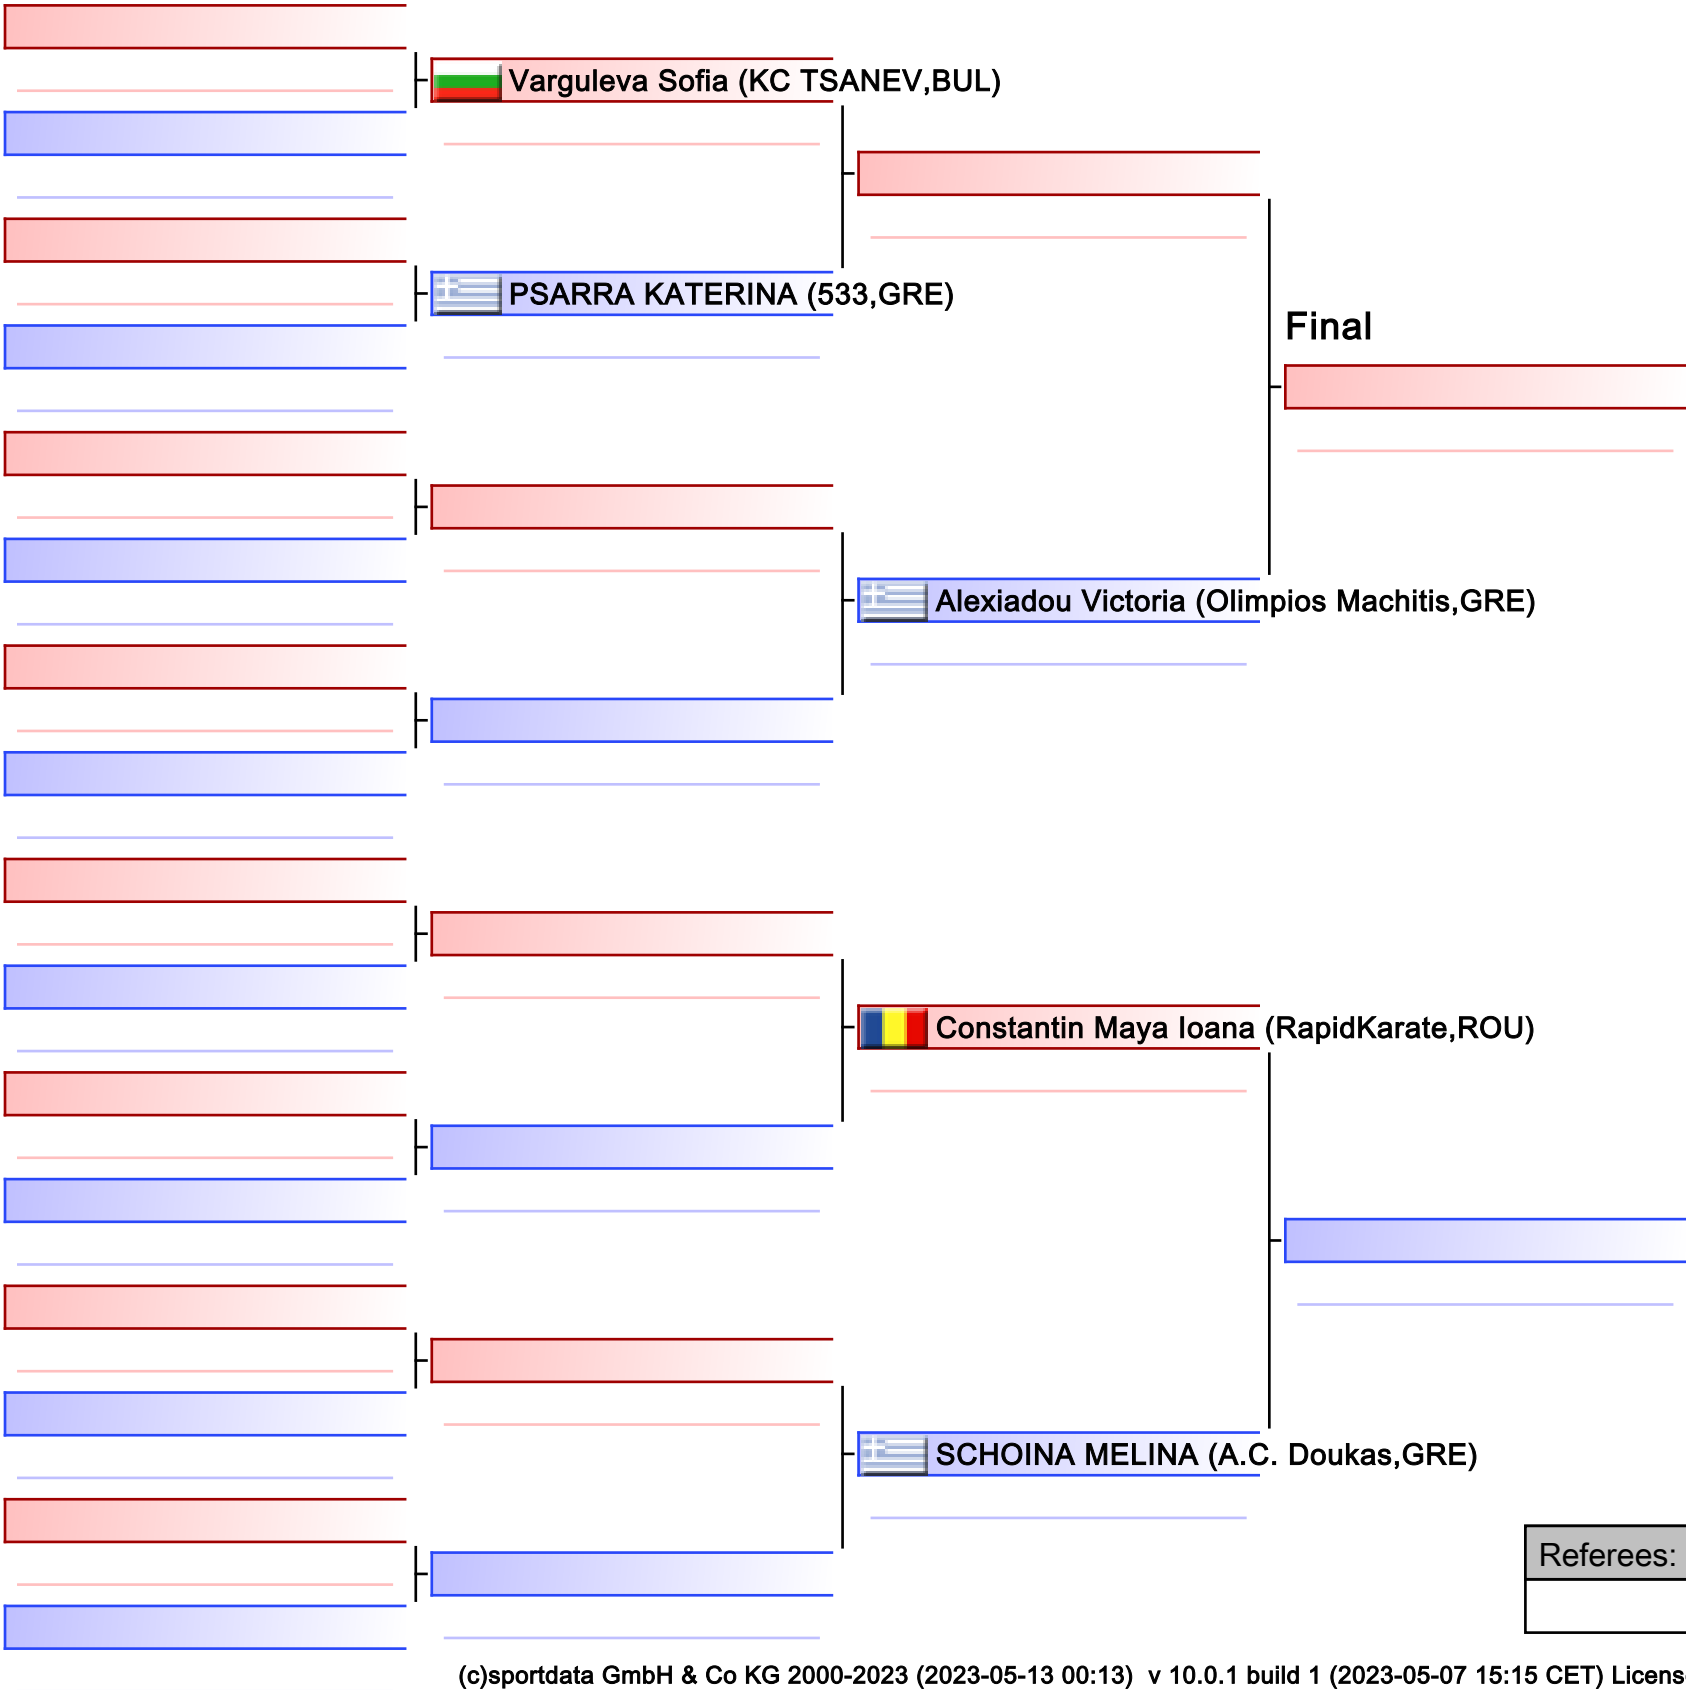 Varguleva Sofia (KC TSANEV,BUL)
PSARRA KATERINA (533,GRE)
Final
Alexiadou Victoria (Olimpios Machitis,GRE)
Constantin Maya Ioana (RapidKarate,ROU)
SCHOINA MELINA (A.C. Doukas,GRE)
Referees:
(c)sportdata GmbH & Co KG 2000-2023 (2023-05-13 00:13) v 10.0.1 build 1 (2023-05-07 15:15 CET) Licens